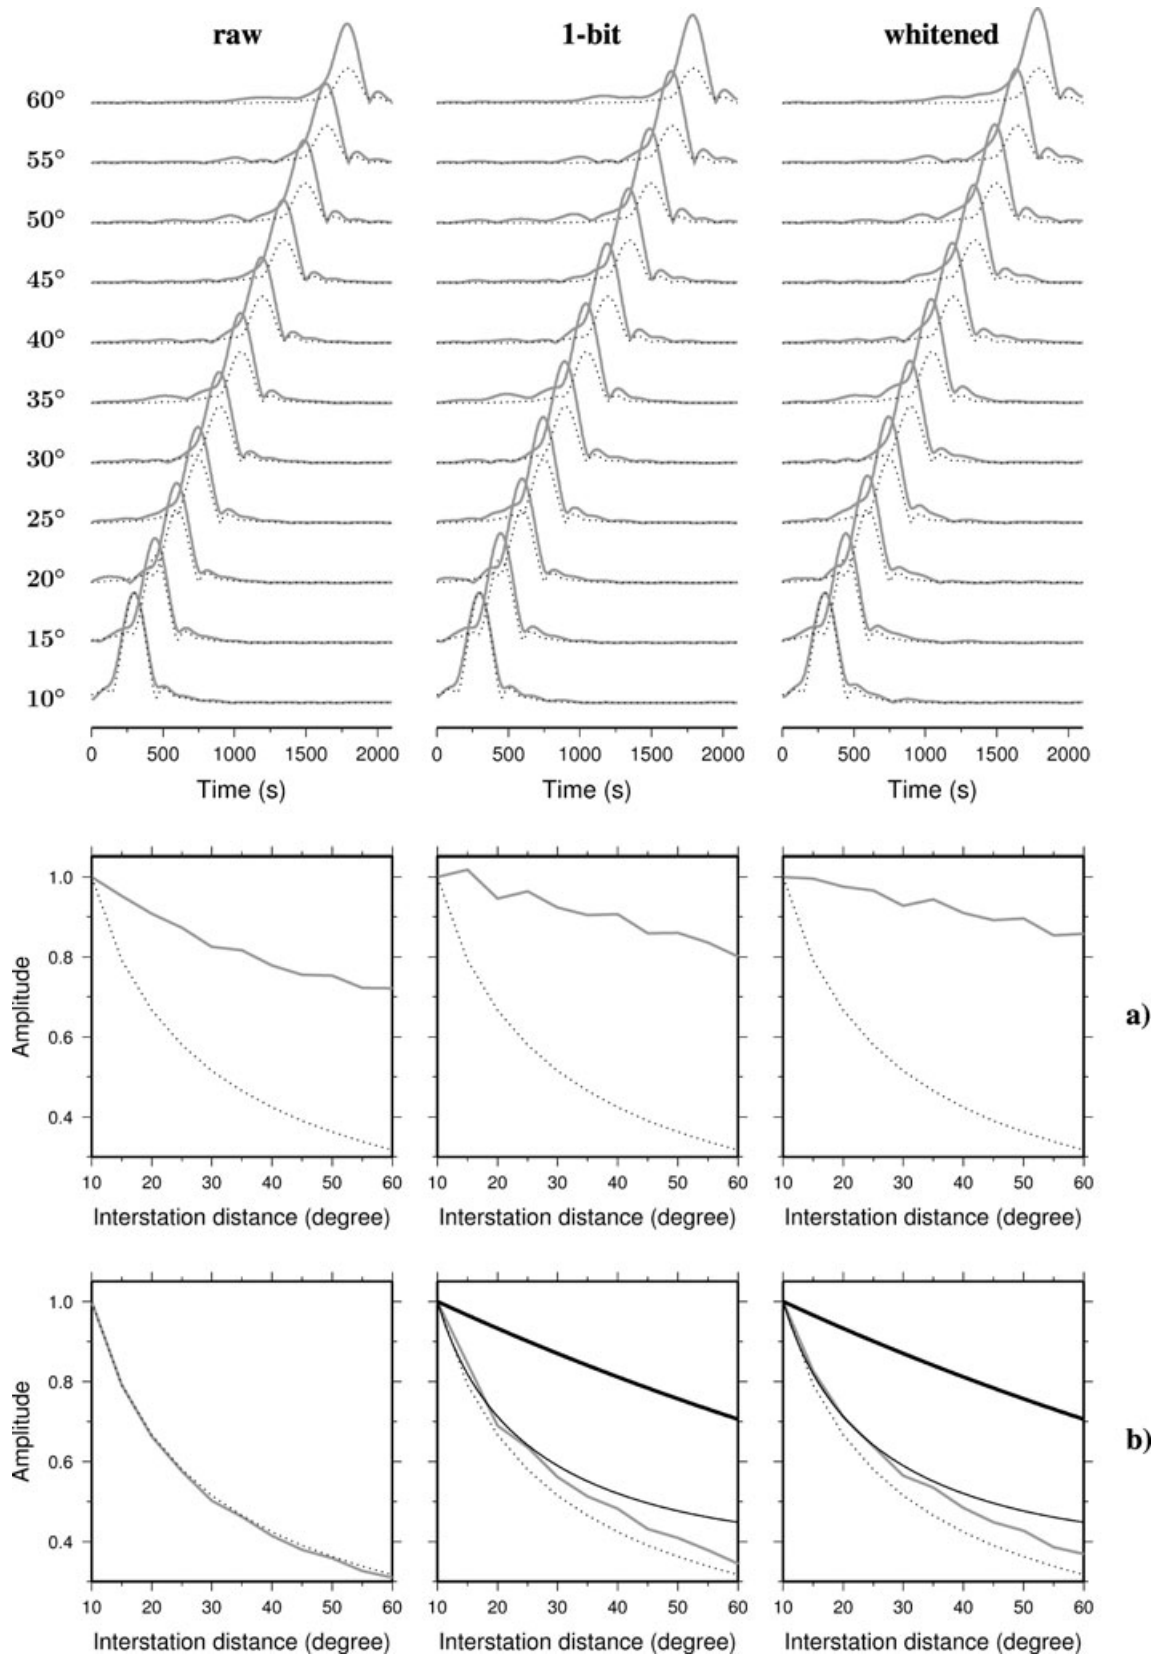 raw 1-bit whitened
60°
55°
50°
45°
40°
35°
30°
25°
20°
15°
10°
0 500 1000 1500 2000 0 500 1000 1500 2000 0 500 1000 1500 2000
Time (s) Time (s) Time (s)
1.0
0.8
0.6
0.4
Amplitude
a)
10 20 30 40 50 60 10 20 30 40 50 60 10 20 30 40 50 60
Interstation distance (degree) Interstation distance (degree) Interstation distance (degree)
1.0
0.8
0.6
0.4
Amplitude
b)
10 20 30 40 50 60 10 20 30 40 50 60 10 20 30 40 50 60
Interstation distance (degree) Interstation distance (degree) Interstation distance (degree)